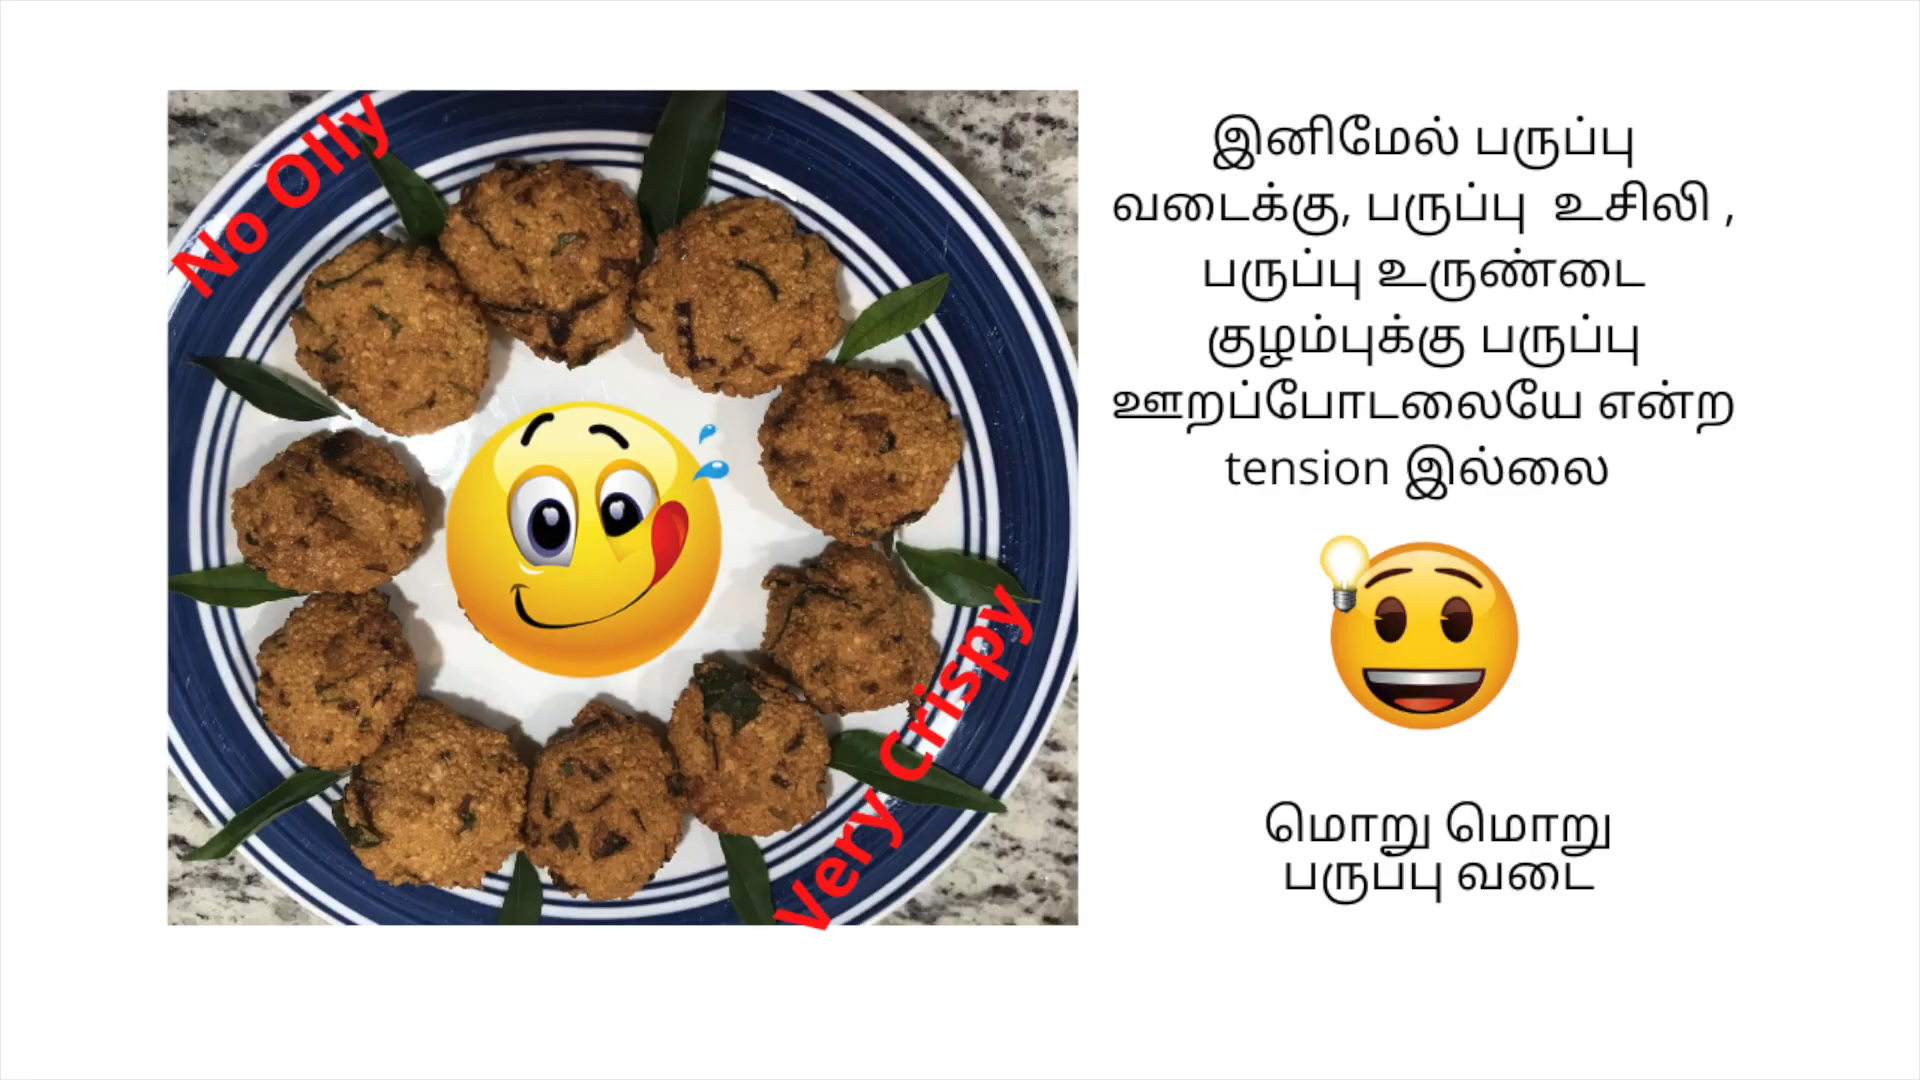 No Olly
Very Crispy
இனிமேல் பருப்பு
வடைக்கு, பருப்பு உசிலி ,
பருப்பு உருண்டை
குழம்புக்கு பருப்பு
ஊறப்போடலையே என்ற
tension இல்லை
மொறு மொறு
பருப்பு வடை